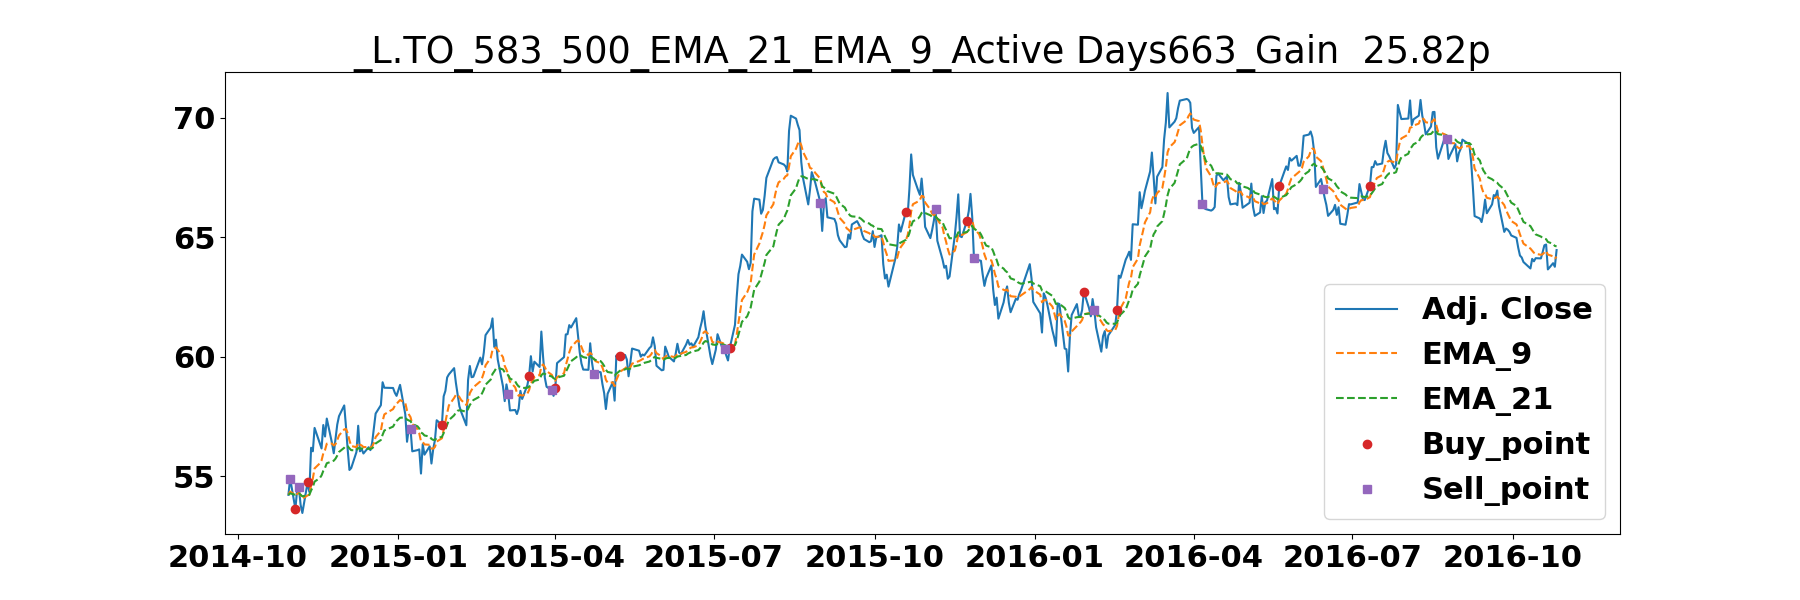 _L.TO_583_500_EMA_21_EMA_9_Active Days663_Gain  25.82p
70
65
60
55
2014-10 2015-01 2015-04 2015-07 2015-10 2016-01 2016-04 2016-07 2016-10
Adj. Close
EMA_9
EMA_21
Buy_point
Sell_point